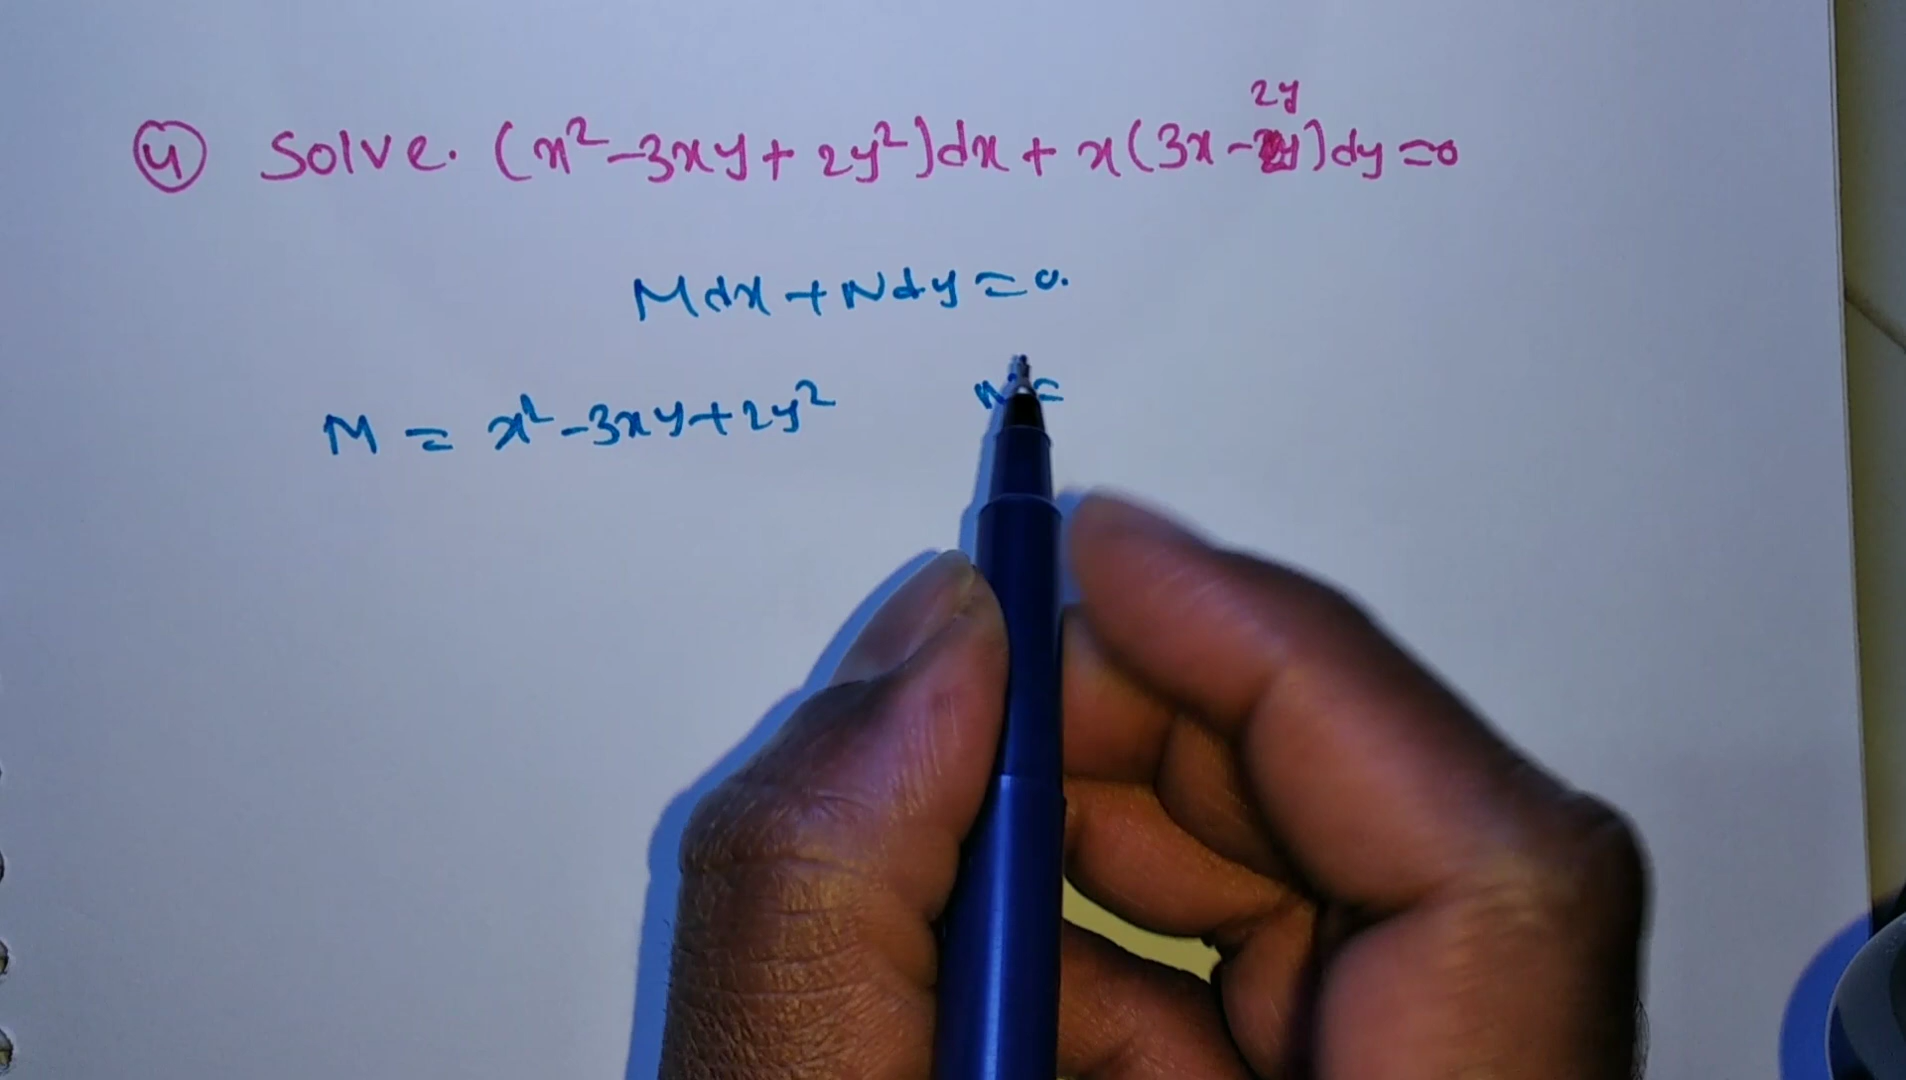 2y
④ Solve. (x²-3xy+2y²)dx+x(3x-2y)dy=0
Mdx+Ndy=0.
M = x²-3xy+2y² N =